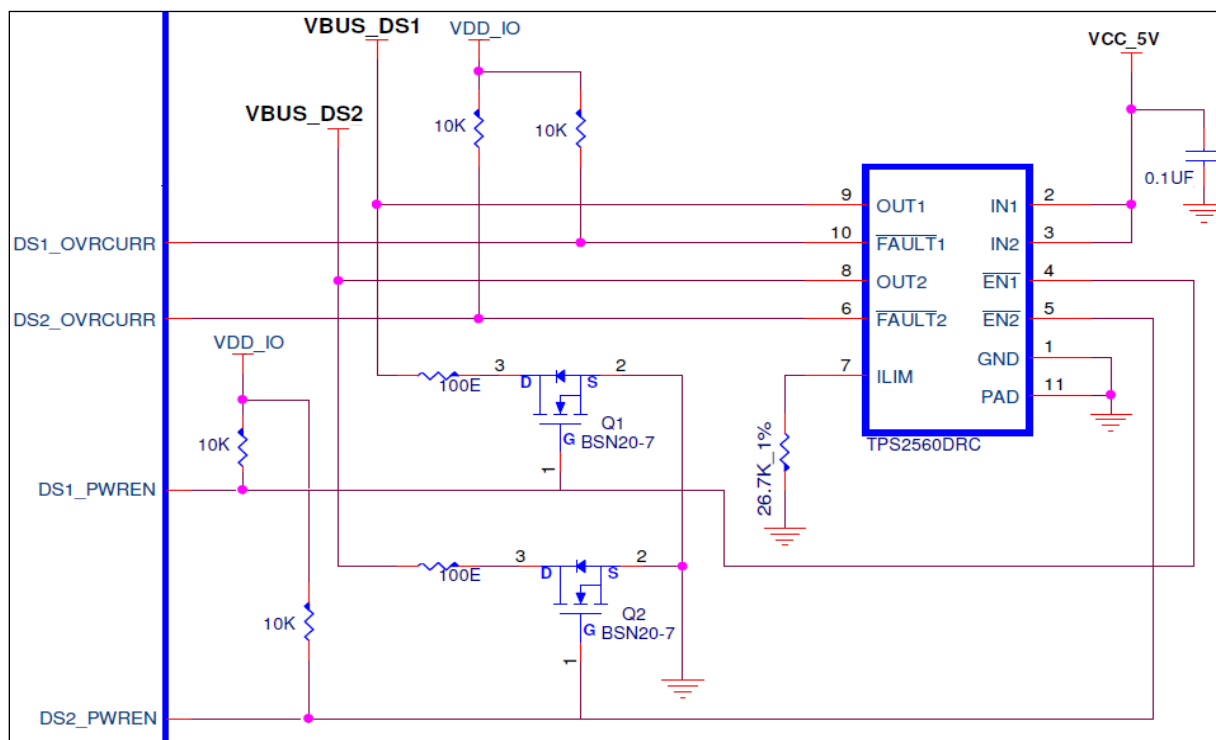 VBUS_DS1
VDD_IO
VCC_5V
VBUS_DS2
10K
10K
0.1UF
DS1_OVRCURR
DS2_OVRCURR
9
OUT1
IN1
2
10
FAULT1
IN2
3
8
OUT2
EN1
4
6
FAULT2
EN2
5
GND
1
7
ILIM
PAD
11
TPS2560DRC
VDD_IO
10K
100E
3
D
S
2
G
1
Q1
BSN20-7
26.7K_1%
DS1_PWREN
100E
3
D
S
2
G
1
Q2
BSN20-7
10K
DS2_PWREN